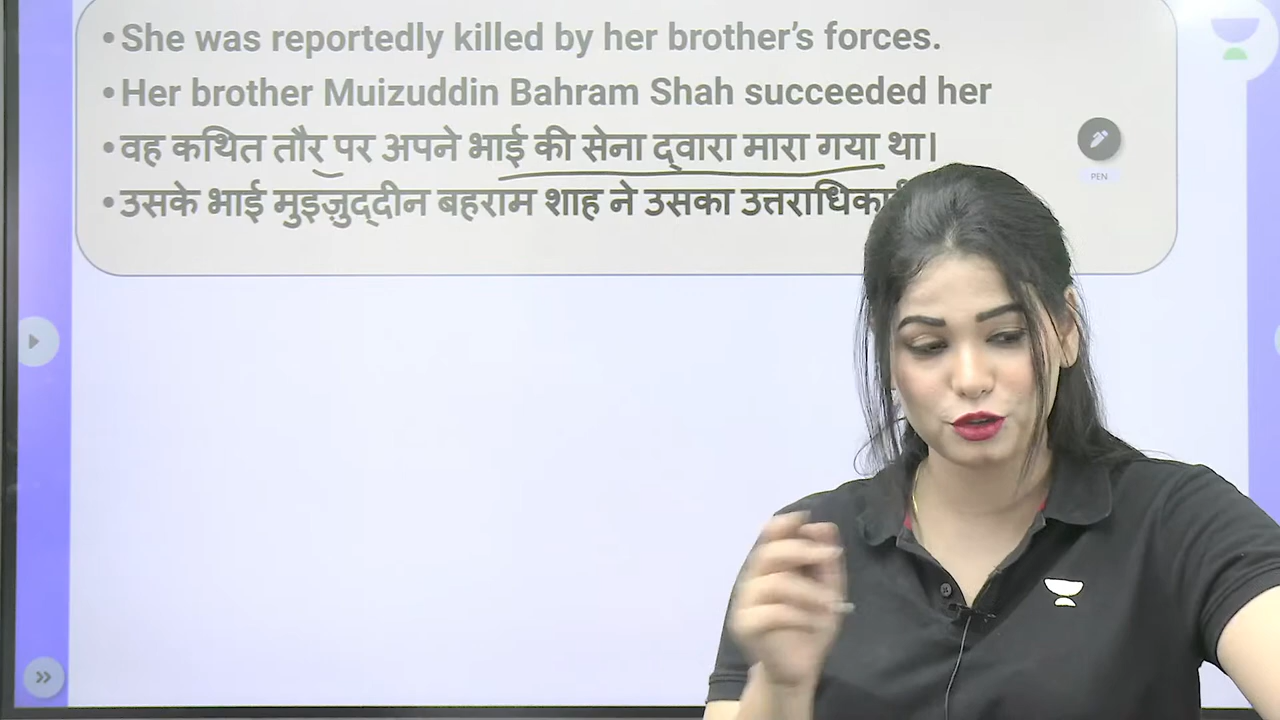 •She was reportedly killed by her brother's forces.
•Her brother Muizuddin Bahram Shah succeeded her
•वह कथित तौर पर अपने भाई की सेना द्वारा मारा गया था|
PEN
•उसके भाई मुइज़ुद्दीन बहराम शाह ने उसका